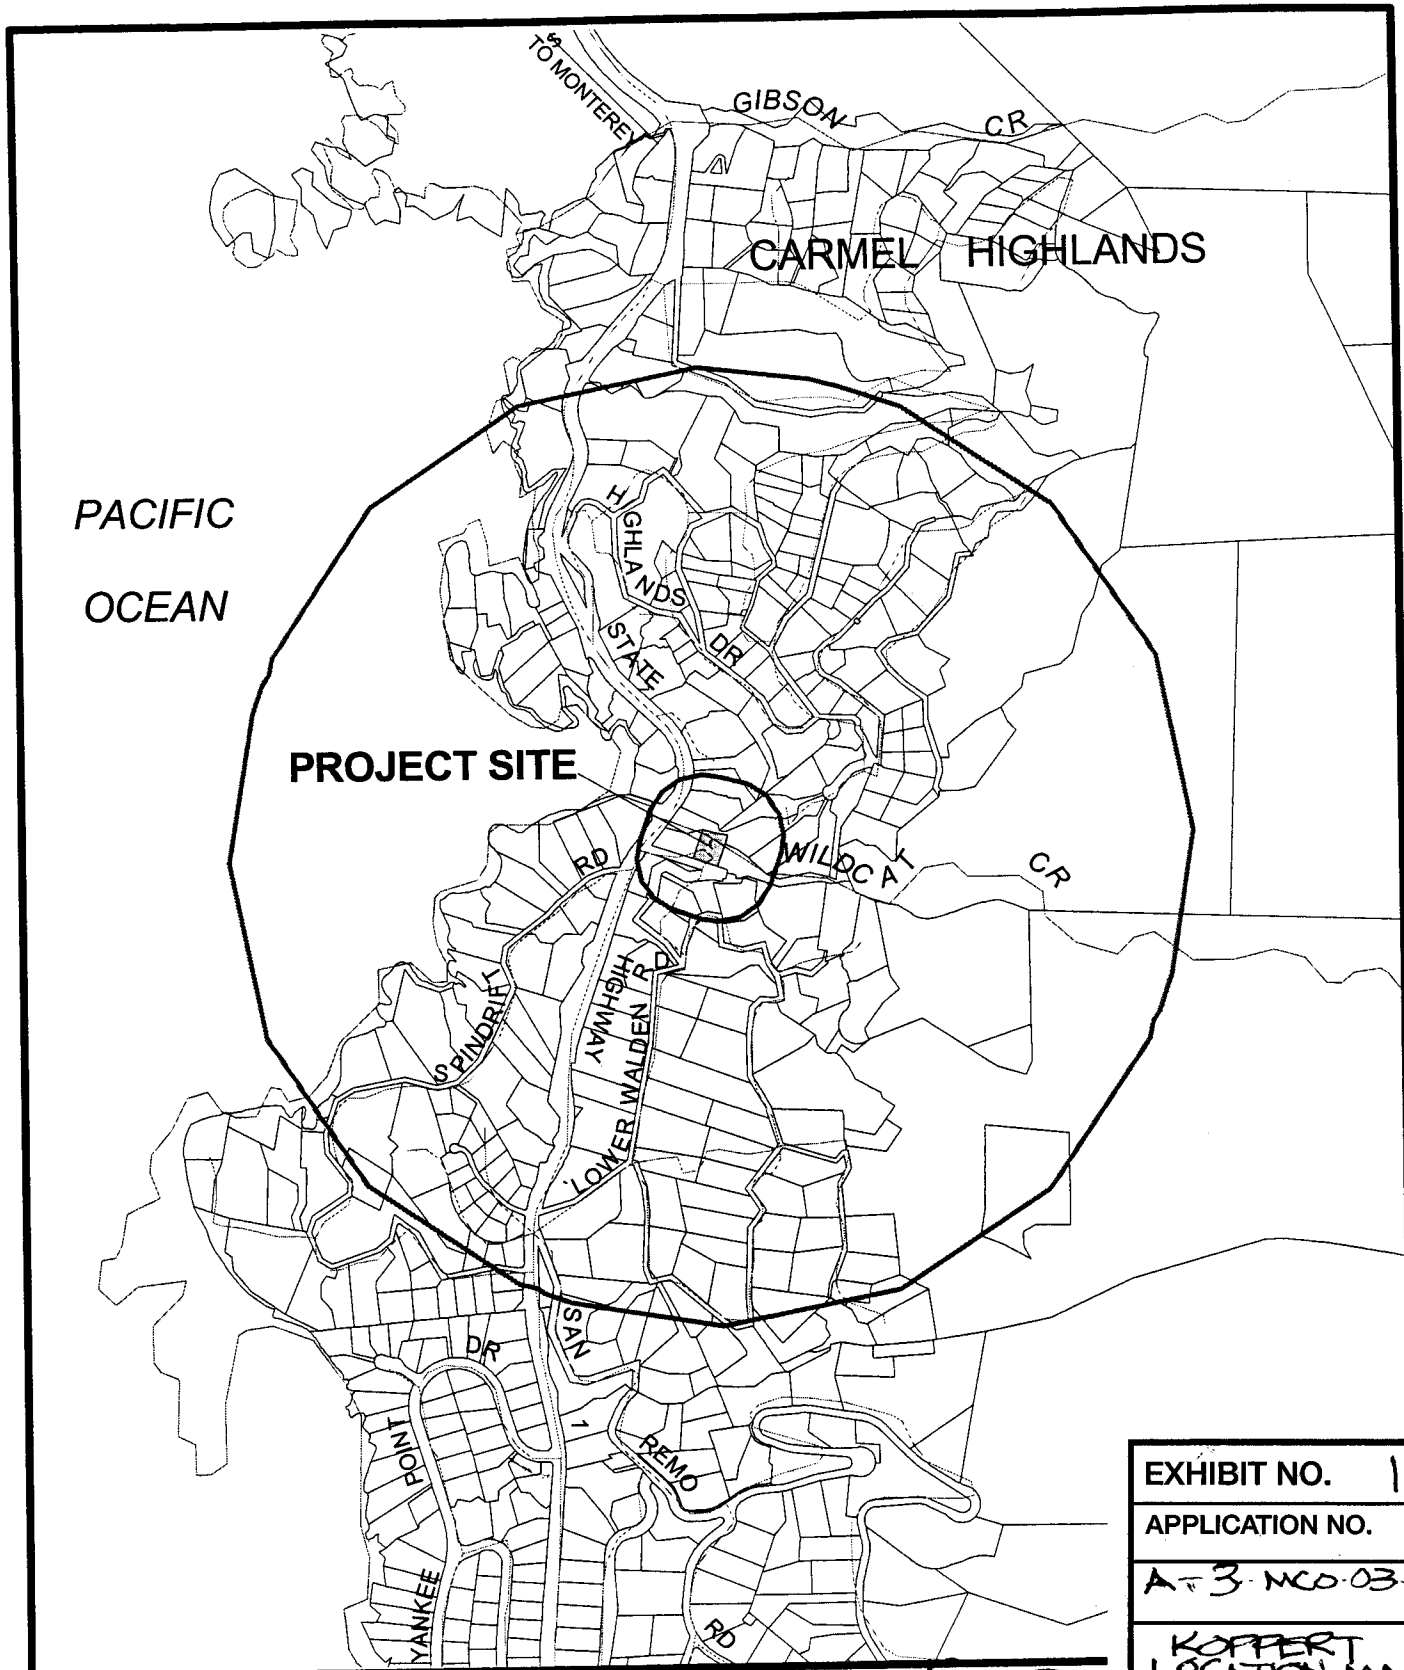 TO MONTEREY
GIBSON CR
CARMEL HIGHLANDS
PACIFIC
OCEAN
HIGHLANDS DR
STATE
PROJECT SITE
WILDCAT CR
SPINDRIFT RD
HIGHWAY
LOWER WALDEN RD
SAN
1
REMO
RD
YANKEE POINT DR
EXHIBIT NO. 1
APPLICATION NO.
A-3-MCO-03-
KOPPERT